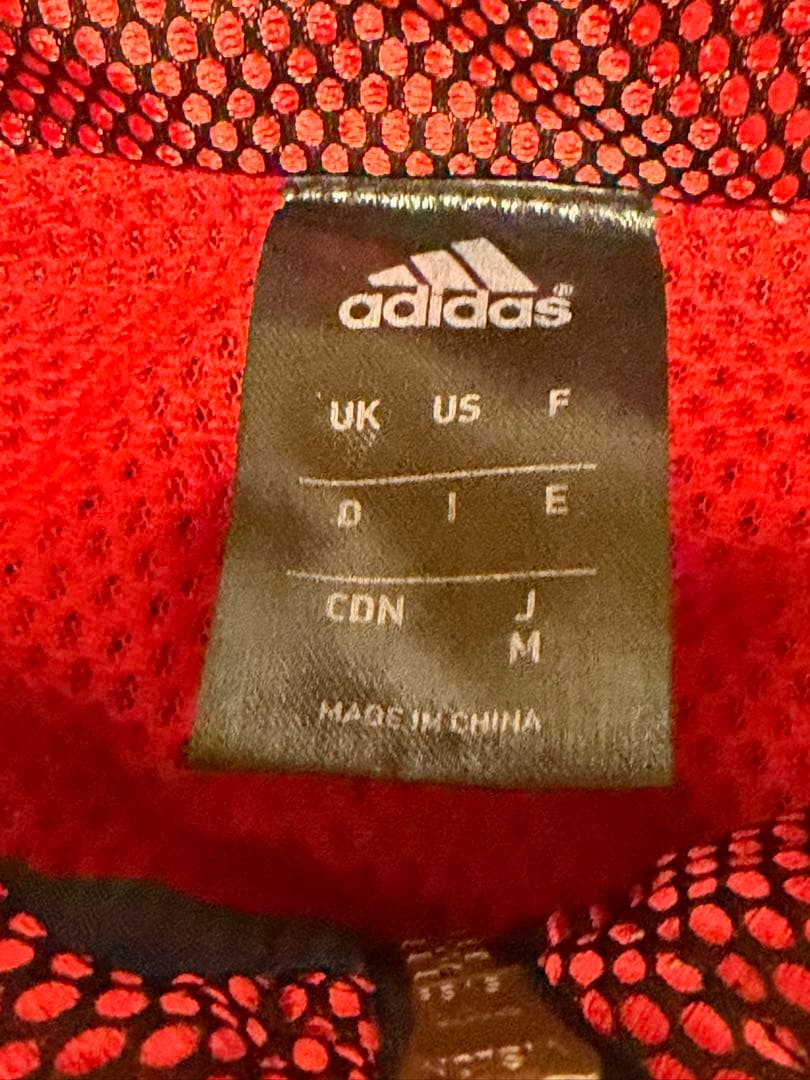 adidas®
UK US F
D I E
CDN J
M
MADE IN CHINA